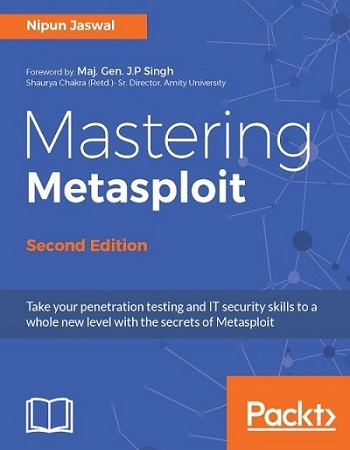 Nipun Jaswal
Foreword by: Maj. Gen. J.P Singh
Shaurya Chakra (Retd.)- Sr. Director, Amity University
Mastering
Metasploit
Second Edition
Take your penetration testing and IT security skills to a
whole new level with the secrets of Metasploit
Packt>